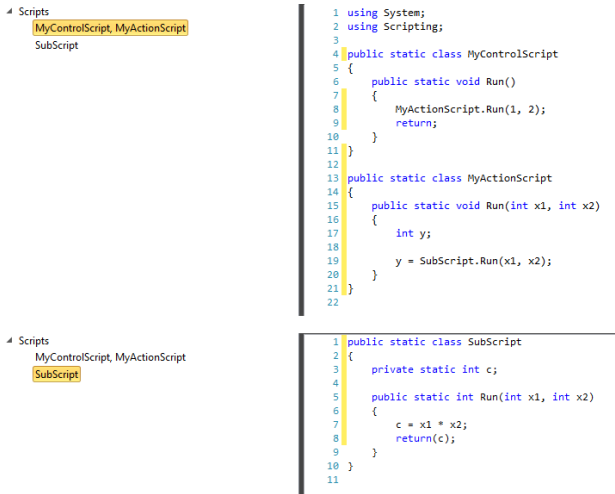 Scripts
MyControlScript, MyActionScript
SubScript
1 using System;
2 using Scripting;
3
4 public static class MyControlScript
5 {
6     public static void Run()
7     {
8         MyActionScript.Run(1, 2);
9         return;
10     }
11 }
12
13 public static class MyActionScript
14 {
15     public static void Run(int x1, int x2)
16     {
17         int y;
18
19         y = SubScript.Run(x1, x2);
20     }
21 }
22
Scripts
MyControlScript, MyActionScript
SubScript
1 public static class SubScript
2 {
3     private static int c;
4
5     public static int Run(int x1, int x2)
6     {
7         c = x1 * x2;
8         return(c);
9     }
10 }
11